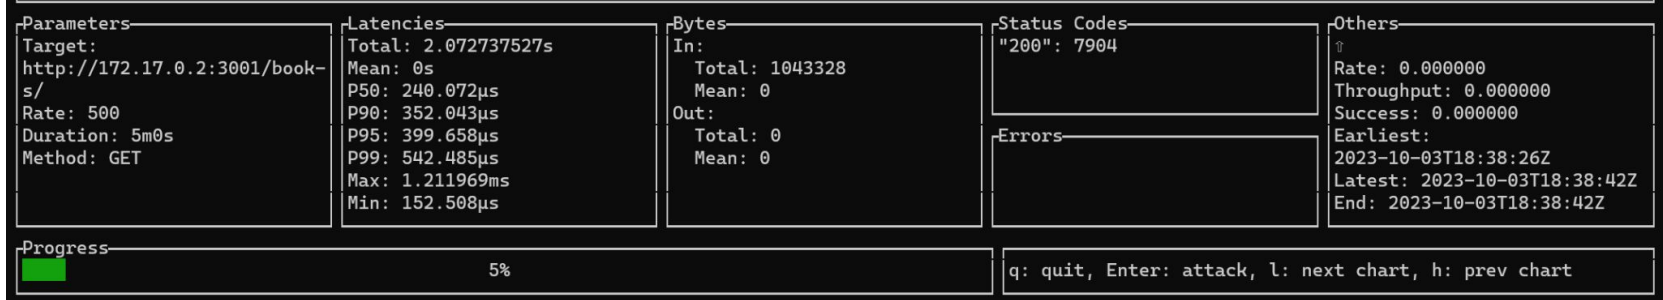 Parameters
Target:
http://172.17.0.2:3001/book-
s/
Rate: 500
Duration: 5m0s
Method: GET
Latencies
Total: 2.072737527s
Mean: 0s
P50: 240.072µs
P90: 352.043µs
P95: 399.658µs
P99: 542.485µs
Max: 1.211969ms
Min: 152.508µs
Bytes
In:
Total: 1043328
Mean: 0
Out:
Total: 0
Mean: 0
Status Codes
"200": 7904
Errors
Others
⇧
Rate: 0.000000
Throughput: 0.000000
Success: 0.000000
Earliest:
2023-10-03T18:38:26Z
Latest: 2023-10-03T18:38:42Z
End: 2023-10-03T18:38:42Z
Progress
5%
q: quit, Enter: attack, l: next chart, h: prev chart